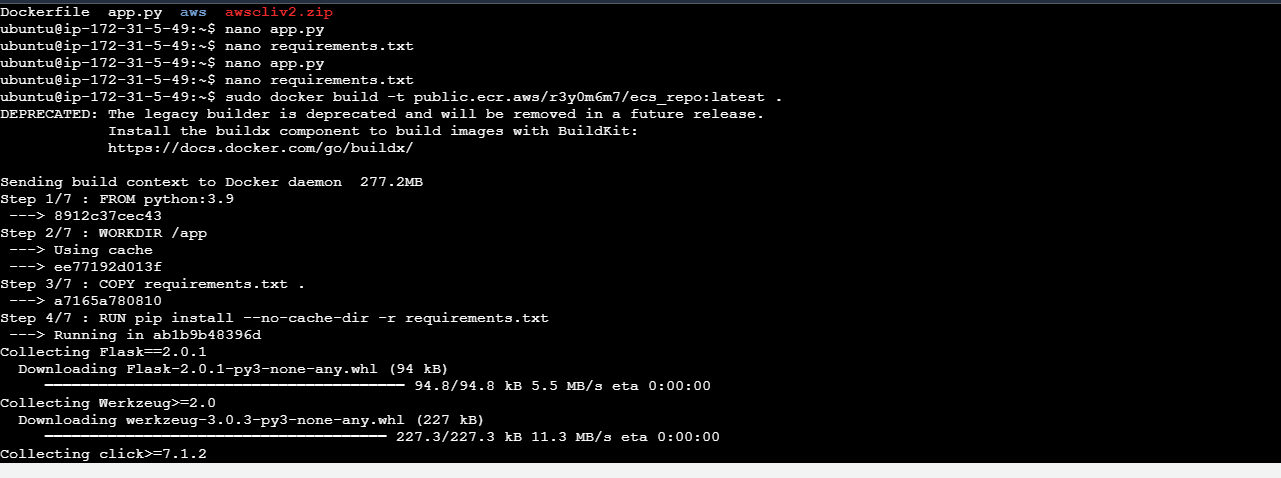 Dockerfile  app.py  aws  awscliv2.zip
ubuntu@ip-172-31-5-49:~$ nano app.py
ubuntu@ip-172-31-5-49:~$ nano requirements.txt
ubuntu@ip-172-31-5-49:~$ nano app.py
ubuntu@ip-172-31-5-49:~$ nano requirements.txt
ubuntu@ip-172-31-5-49:~$ sudo docker build -t public.ecr.aws/r3y0m6m7/ecs_repo:latest .
DEPRECATED: The legacy builder is deprecated and will be removed in a future release.
            Install the buildx component to build images with BuildKit:
            https://docs.docker.com/go/buildx/
Sending build context to Docker daemon  277.2MB
Step 1/7 : FROM python:3.9
 ---> 8912c37cec43
Step 2/7 : WORKDIR /app
 ---> Using cache
 ---> ee77192d013f
Step 3/7 : COPY requirements.txt .
 ---> a7165a780810
Step 4/7 : RUN pip install --no-cache-dir -r requirements.txt
 ---> Running in ab1b9b48396d
Collecting Flask==2.0.1
  Downloading Flask-2.0.1-py3-none-any.whl (94 kB)
     ━━━━━━━━━━━━━━━━━━━━━━━━━━━━━━━━━━━━━━━━ 94.8/94.8 kB 5.5 MB/s eta 0:00:00
Collecting Werkzeug>=2.0
  Downloading werkzeug-3.0.3-py3-none-any.whl (227 kB)
     ━━━━━━━━━━━━━━━━━━━━━━━━━━━━━━━━━━━━━━ 227.3/227.3 kB 11.3 MB/s eta 0:00:00
Collecting click>=7.1.2